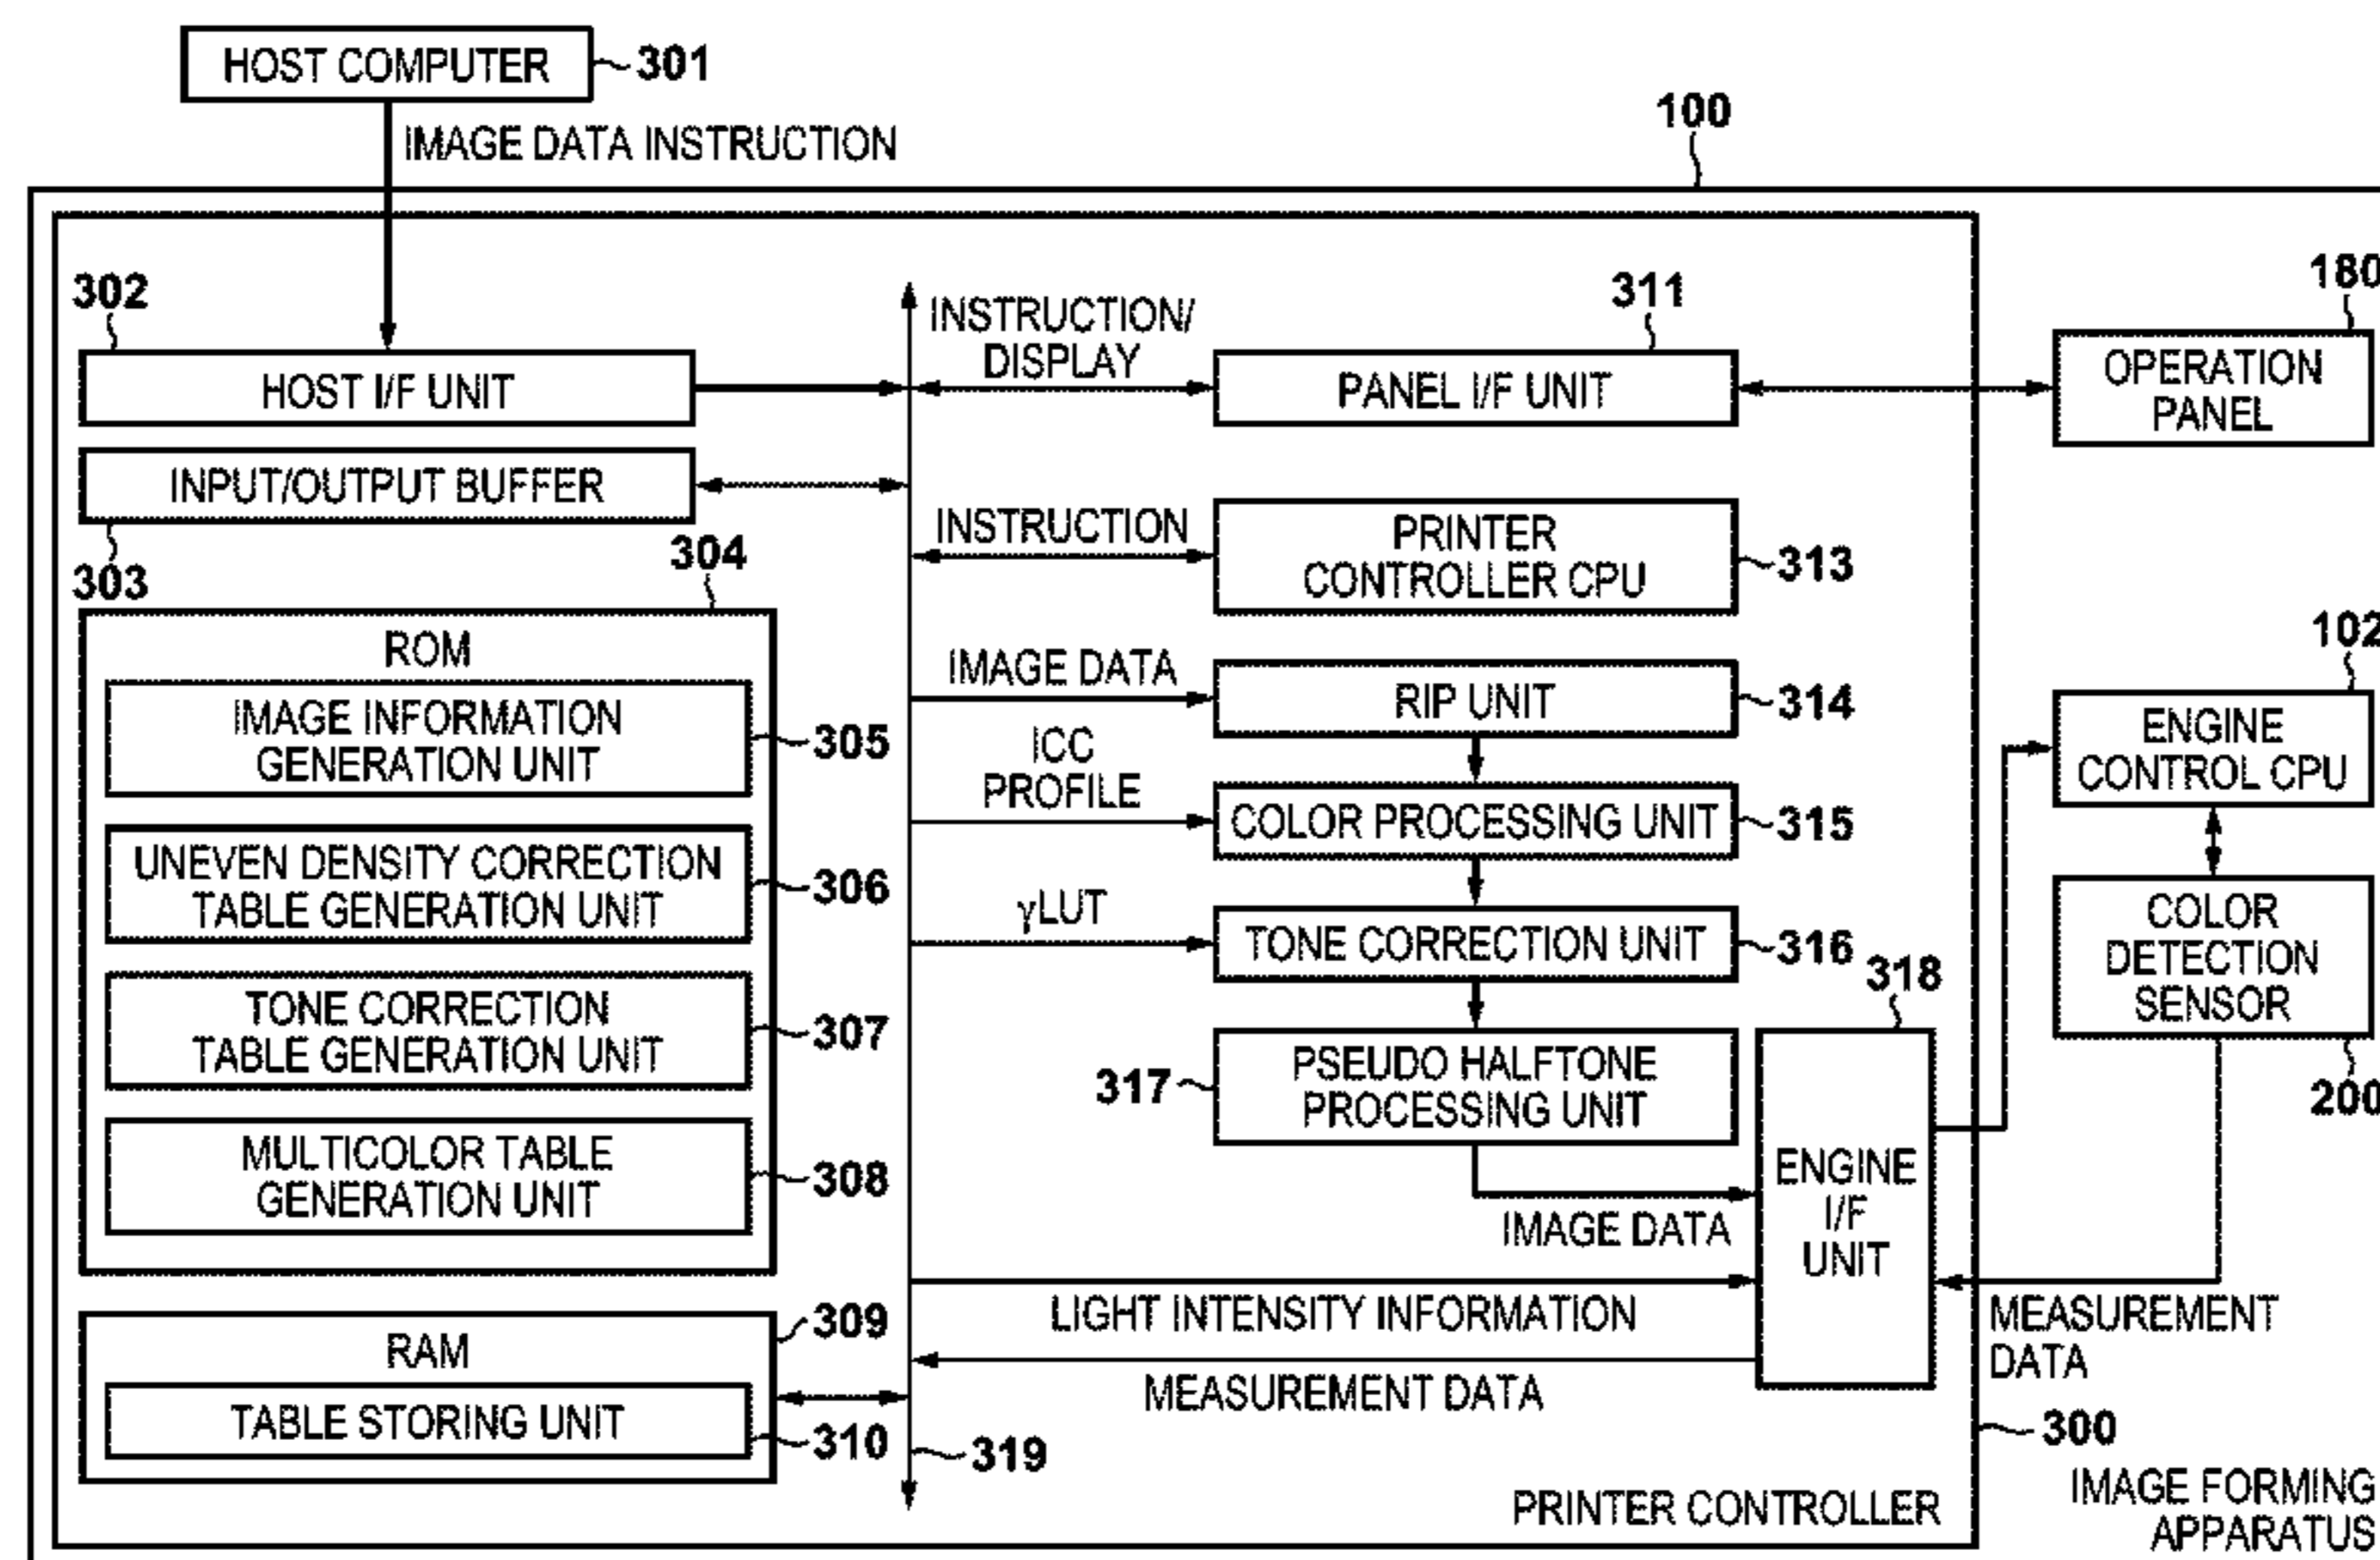 HOST COMPUTER
301
IMAGE DATA INSTRUCTION
100
302
HOST I/F UNIT
INPUT/OUTPUT BUFFER
303
304
ROM
IMAGE INFORMATION
GENERATION UNIT
305
UNEVEN DENSITY CORRECTION
TABLE GENERATION UNIT
306
TONE CORRECTION
TABLE GENERATION UNIT
307
MULTICOLOR TABLE
GENERATION UNIT
308
309
RAM
TABLE STORING UNIT
310
319
INSTRUCTION/
DISPLAY
311
PANEL I/F UNIT
180
OPERATION
PANEL
INSTRUCTION
PRINTER
CONTROLLER CPU
313
IMAGE DATA
RIP UNIT
314
ICC
PROFILE
COLOR PROCESSING UNIT
315
γLUT
TONE CORRECTION UNIT
316
317
PSEUDO HALFTONE
PROCESSING UNIT
318
ENGINE
I/F
UNIT
IMAGE DATA
LIGHT INTENSITY INFORMATION
MEASUREMENT DATA
102
ENGINE
CONTROL CPU
COLOR
DETECTION
SENSOR
200
MEASUREMENT
DATA
300
PRINTER CONTROLLER
IMAGE FORMING
APPARATUS